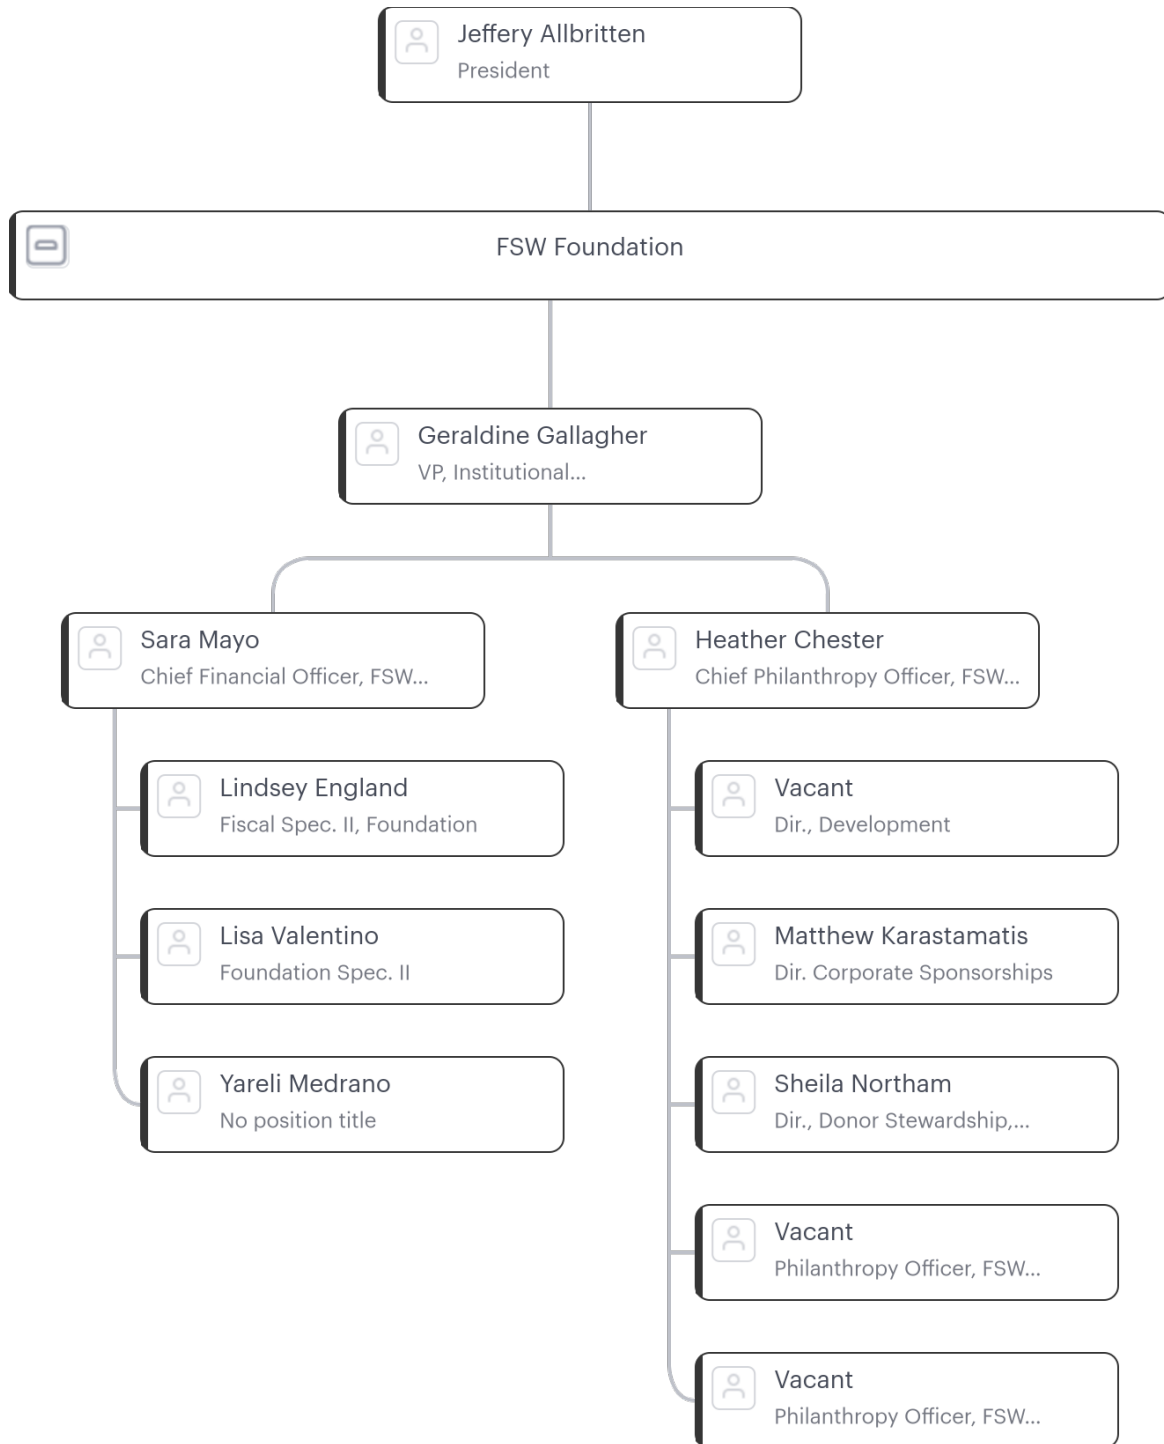 Jeffery Allbritten
President
FSW Foundation
Geraldine Gallagher
VP, Institutional...
Sara Mayo
Chief Financial Officer, FSW...
Heather Chester
Chief Philanthropy Officer, FSW...
Lindsey England
Fiscal Spec. II, Foundation
Lisa Valentino
Foundation Spec. II
Yareli Medrano
No position title
Vacant
Dir., Development
Matthew Karastamatis
Dir. Corporate Sponsorships
Sheila Northam
Dir., Donor Stewardship,...
Vacant
Philanthropy Officer, FSW...
Vacant
Philanthropy Officer, FSW...